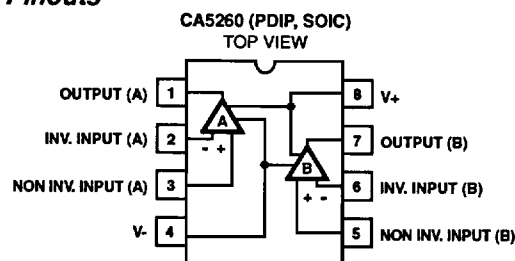 Pinouts
CA5260 (PDIP, SOIC)
TOP VIEW
OUTPUT (A) 1
INV. INPUT (A) 2
NON INV. INPUT (A) 3
V- 4
A
- +
B
+ -
8 V+
7 OUTPUT (B)
6 INV. INPUT (B)
5 NON INV. INPUT (B)